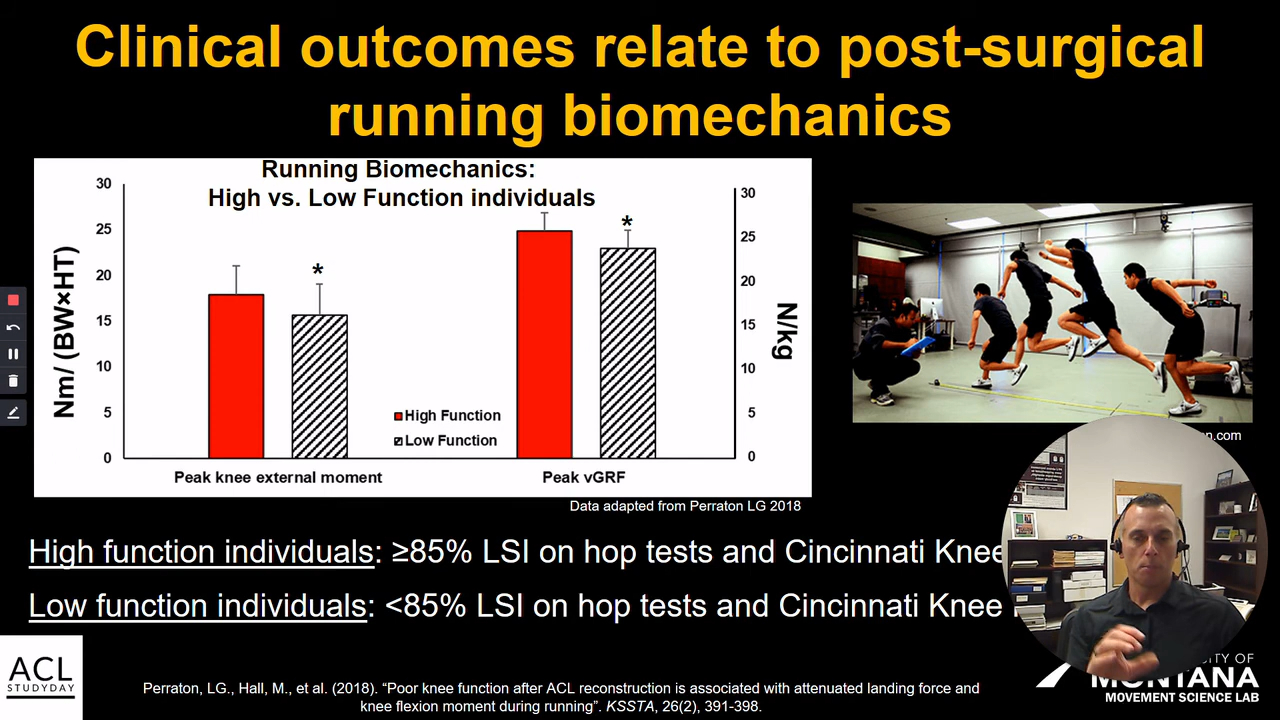 Clinical outcomes relate to post-surgical
running biomechanics
Running Biomechanics:
High vs. Low Function individuals
30
25
20
15
10
5
0
Nm/ (BW×HT)
*
*
30
25
20
15
10
5
0
N/kg
High Function
Low Function
Peak knee external moment
Peak vGRF
Data adapted from Perraton LG 2018
High function individuals: ≥85% LSI on hop tests and Cincinnati Knee
Low function individuals: <85% LSI on hop tests and Cincinnati Knee
ACL
STUDYDAY
Perraton, LG., Hall, M., et al. (2018). “Poor knee function after ACL reconstruction is associated with attenuated landing force and
knee flexion moment during running”. KSSTA, 26(2), 391-398.
OF
MONTANA
MOVEMENT SCIENCE LAB